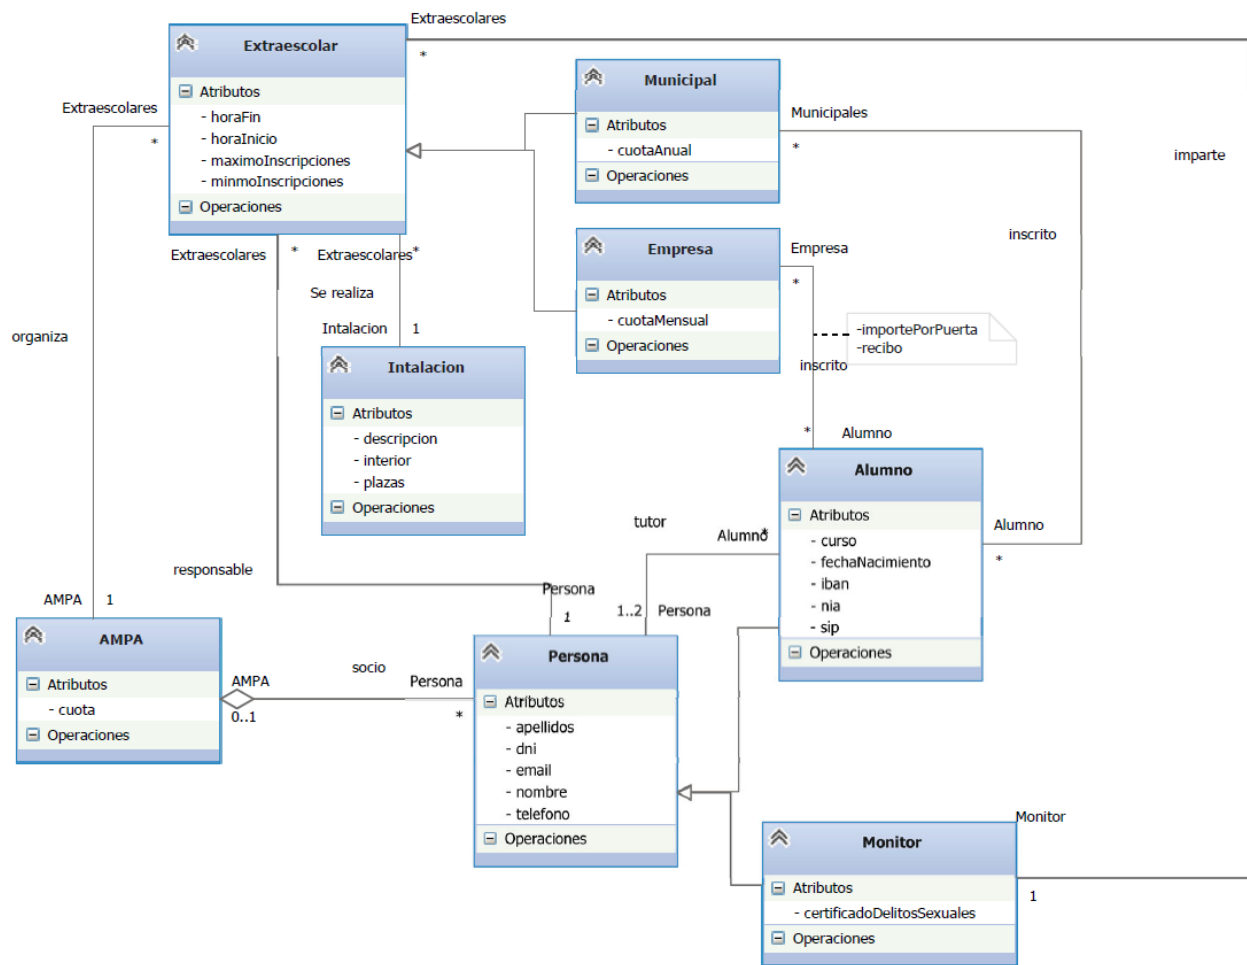 Extraescolares
*
Extraescolar
Atributos
- horaFin
- horaInicio
- maximoInscripciones
- minmoInscripciones
Operaciones
Extraescolares
*
Municipal
Atributos
- cuotaAnual
Operaciones
Municipales
*
imparte
inscrito
Extraescolares
*
Extraescolares*
Se realiza
Intalacion
1
Empresa
Atributos
- cuotaMensual
Operaciones
Empresa
*
-importePorPuerta
-recibo
inscrito
organiza
Intalacion
Atributos
- descripcion
- interior
- plazas
Operaciones
*
Alumno
Alumno
Atributos
- curso
- fechaNacimiento
- iban
- nia
- sip
Operaciones
Alumno
*
tutor
Alumno
*
responsable
Persona
1
1..2
Persona
AMPA
1
AMPA
Atributos
- cuota
Operaciones
AMPA
0..1
socio
Persona
*
Persona
Atributos
- apellidos
- dni
- email
- nombre
- telefono
Operaciones
Monitor
Atributos
- certificadoDelitosSexuales
Operaciones
Monitor
1